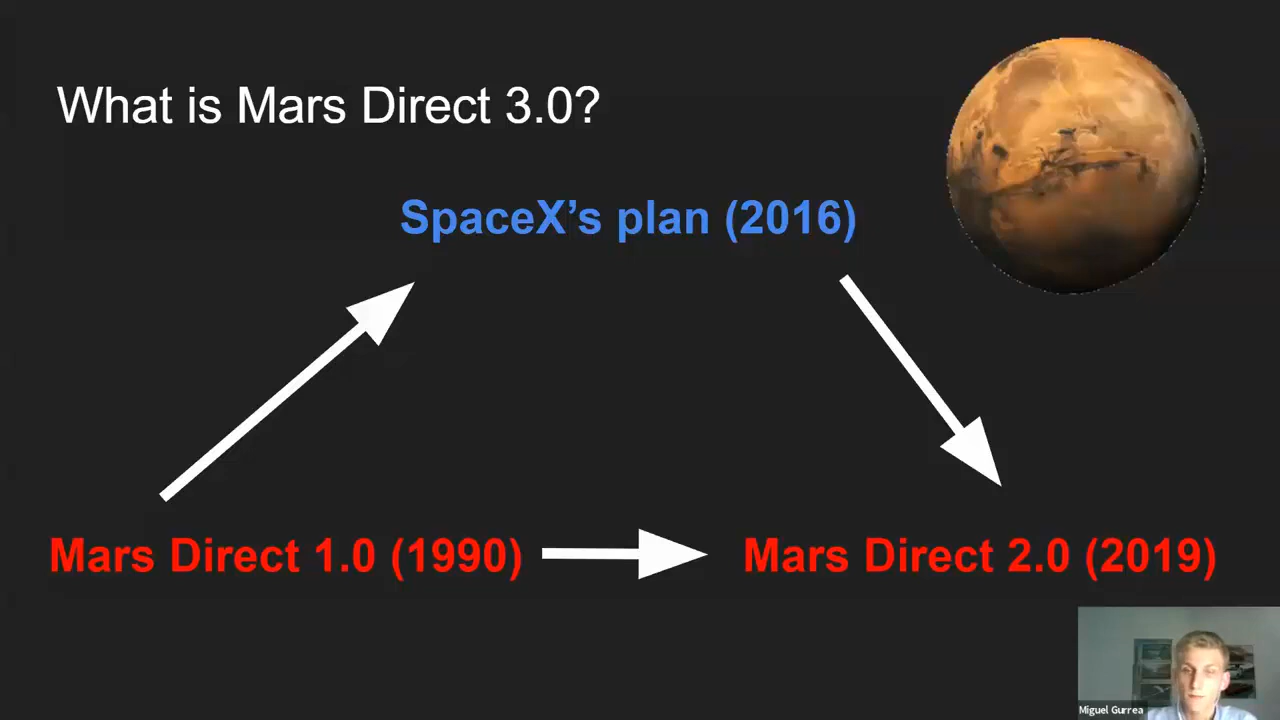 What is Mars Direct 3.0?
SpaceX’s plan (2016)
Mars Direct 1.0 (1990)
Mars Direct 2.0 (2019)
Miguel Gurrea